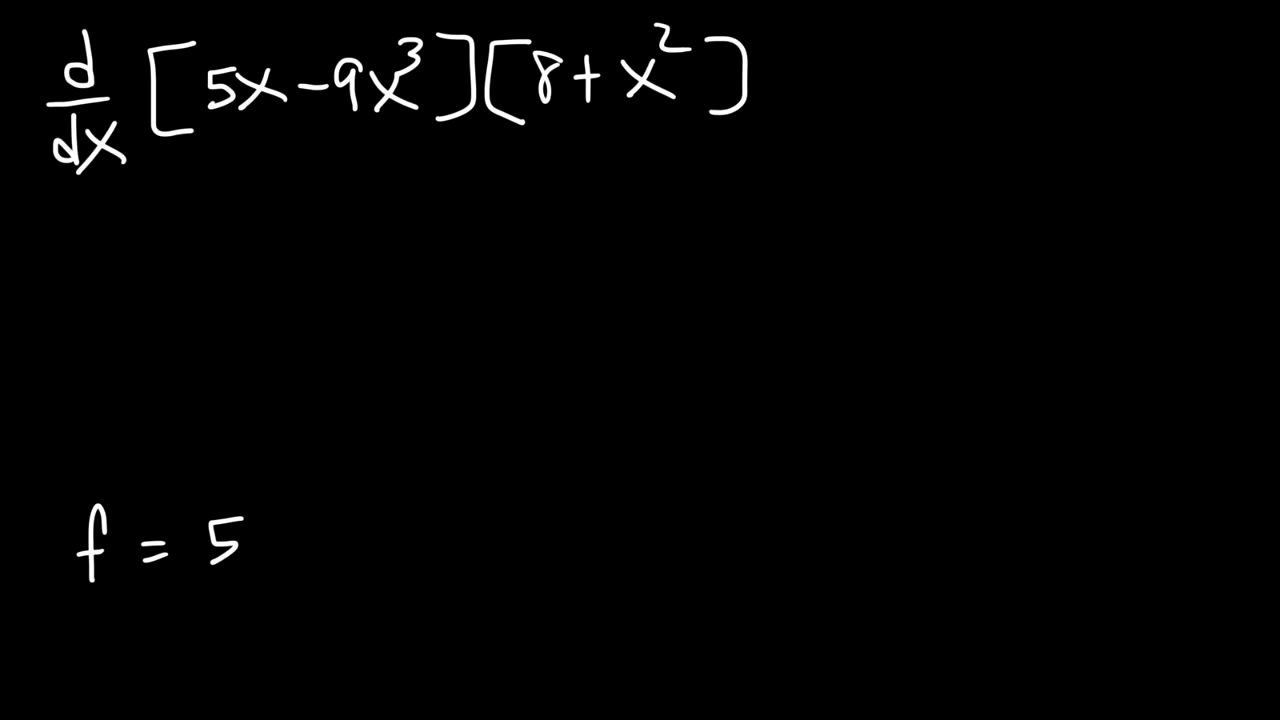 d/dx [5x-9x³][8+x²]
f = 5